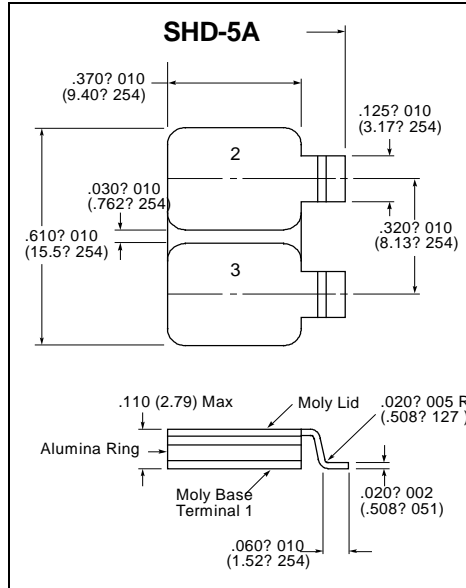 SHD-5A
.370? 010
(9.40? 254)
.125? 010
(3.17? 254)
2
.030? 010
(.762? 254)
.320? 010
(8.13? 254)
.610? 010
(15.5? 254)
3
.110 (2.79) Max
Moly Lid
.020? 005 R
(.508? 127 )
Alumina Ring
Moly Base
Terminal 1
.020? 002
(.508? 051)
.060? 010
(1.52? 254)